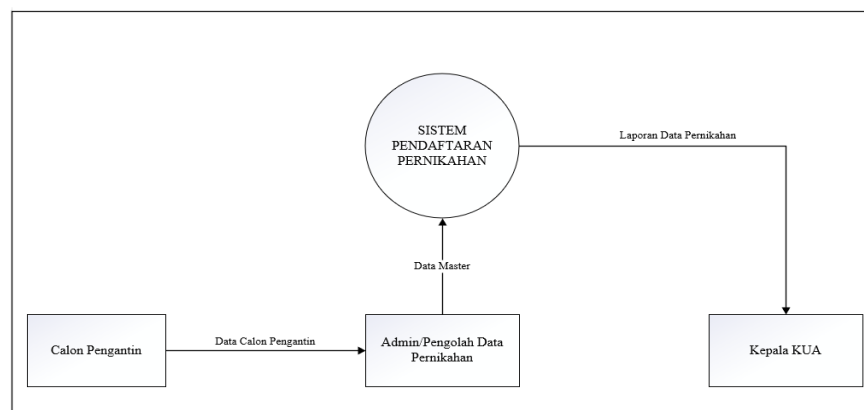 SISTEM
PENDAFTARAN
PERNIKAHAN
Laporan Data Pernikahan
Data Master
Calon Pengantin
Data Calon Pengantin
Admin/Pengolah Data
Pernikahan
Kepala KUA